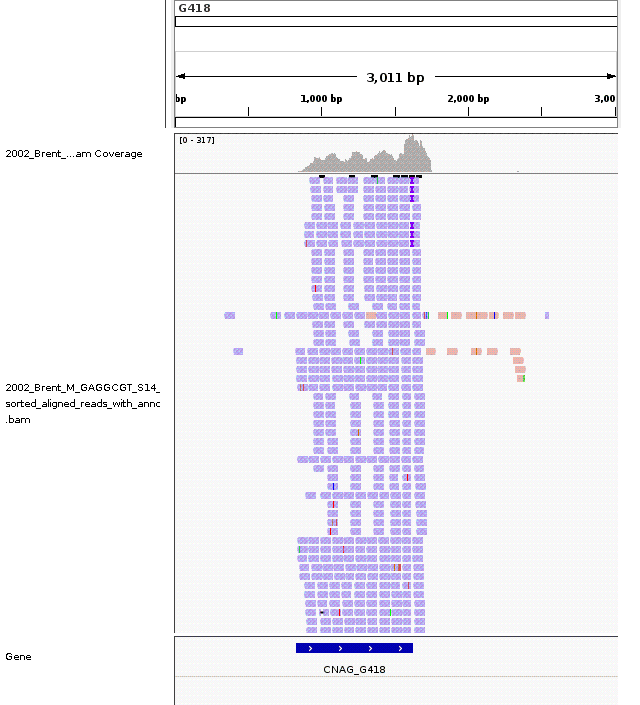 G418
3,011 bp
bp
1,000 bp
2,000 bp
3,00
[0 - 317]
2002_Brent_...am Coverage
2002_Brent_M_GAGGCGT_S14_
sorted_aligned_reads_with_annc
.bam
Gene
CNAG_G418